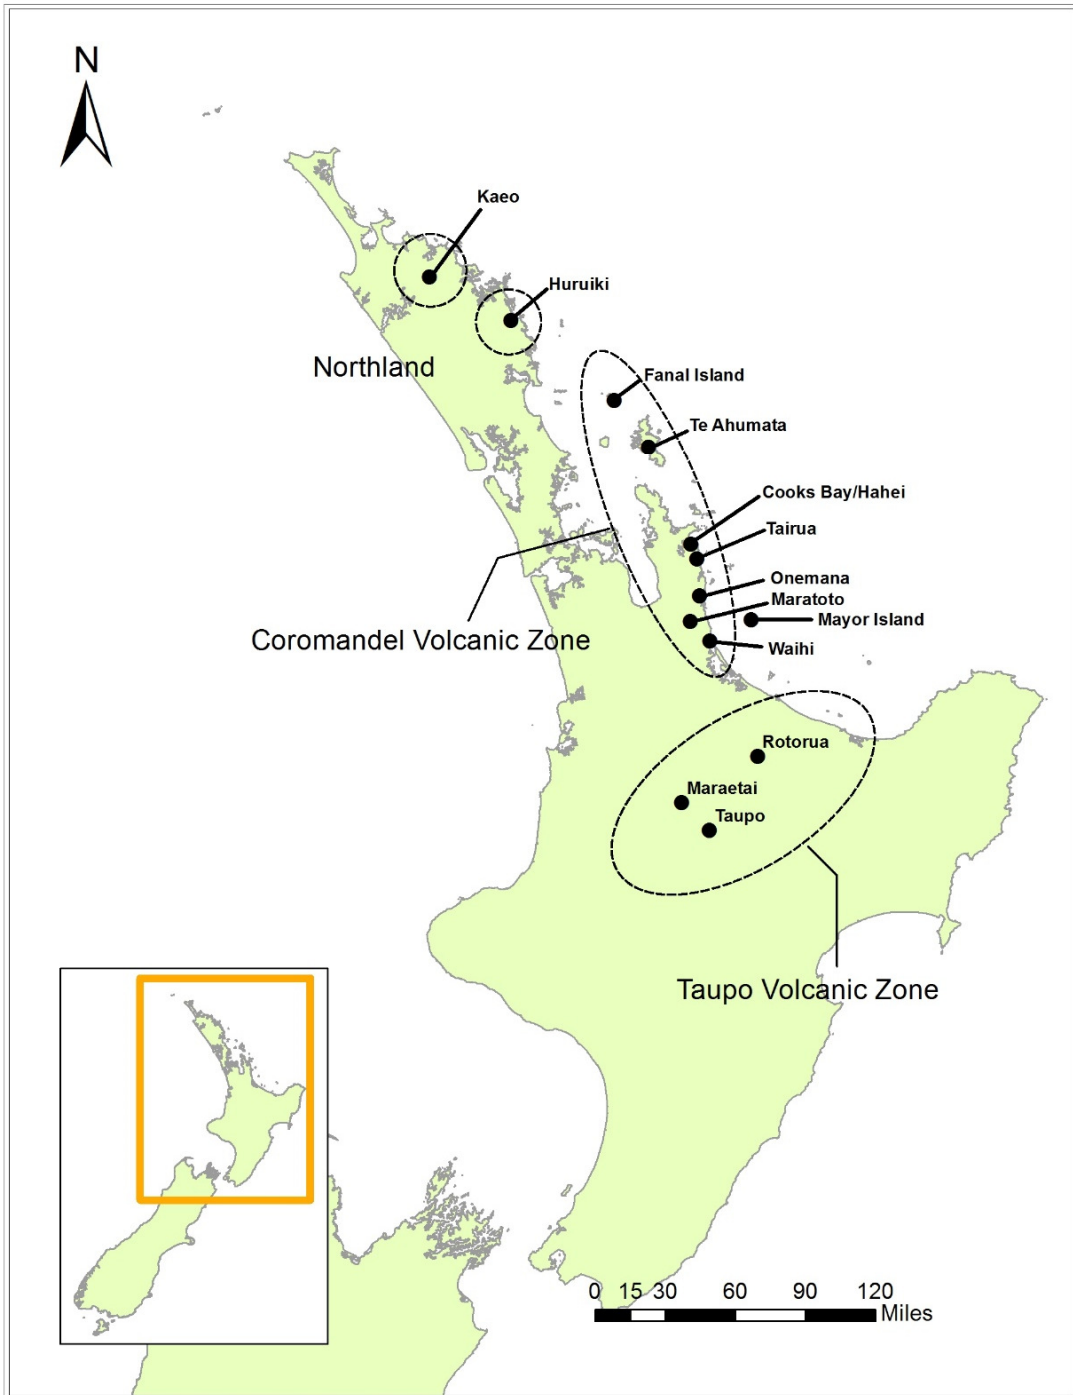 N
Kaeo
Huruiki
Northland
Fanal Island
Te Ahumata
Cooks Bay/Hahei
Tairua
Onemana
Maratoto
Mayor Island
Coromandel Volcanic Zone
Waihi
Rotorua
Maraetai
Taupo
Taupo Volcanic Zone
0 15 30 60 90 120
Miles